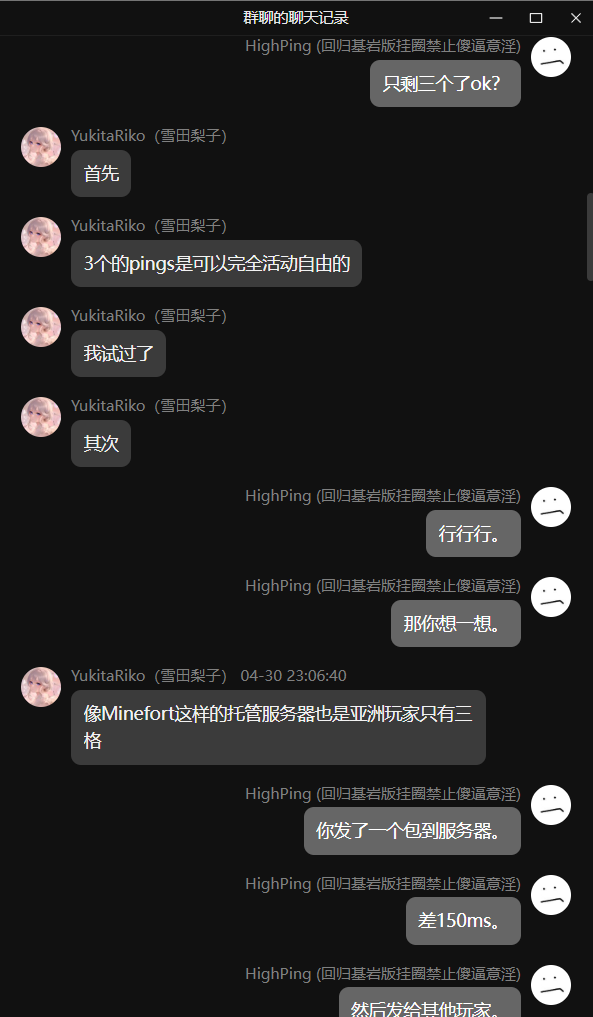 群聊的聊天记录
HighPing (回归基岩版挂圈禁止傻逼意淫)
只剩三个了ok?
YukitaRiko（雪田梨子）
首先
YukitaRiko（雪田梨子）
3个的pings是可以完全活动自由的
YukitaRiko（雪田梨子）
我试过了
YukitaRiko（雪田梨子）
其次
HighPing (回归基岩版挂圈禁止傻逼意淫)
行行行。
HighPing (回归基岩版挂圈禁止傻逼意淫)
那你想一想。
YukitaRiko（雪田梨子） 04-30 23:06:40
像Minefort这样的托管服务器也是亚洲玩家只有三
格
HighPing (回归基岩版挂圈禁止傻逼意淫)
你发了一个包到服务器。
HighPing (回归基岩版挂圈禁止傻逼意淫)
差150ms。
HighPing (回归基岩版挂圈禁止傻逼意淫)
然后发给其他玩家。